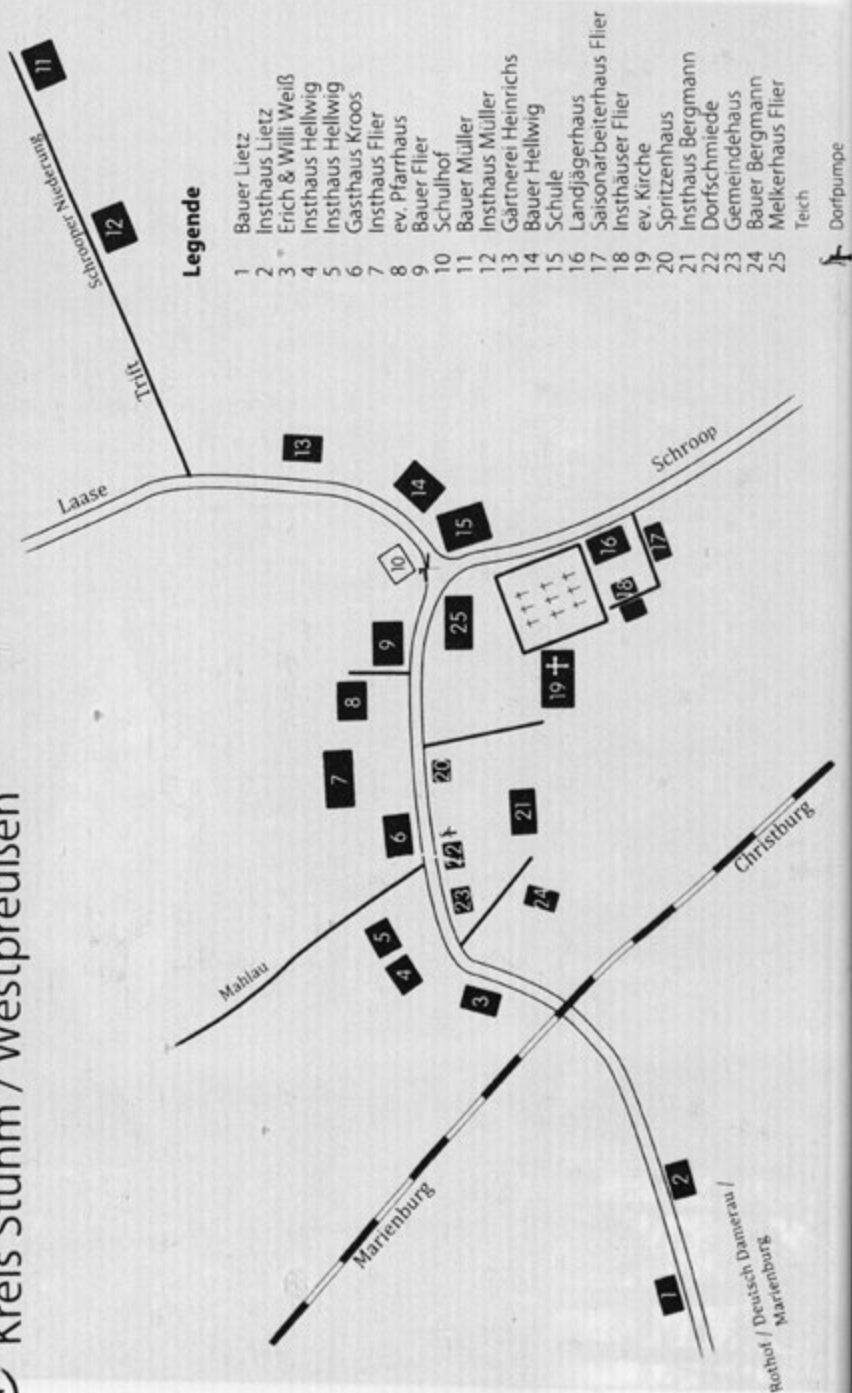 Kreis Stuhm / Westpreußen
Legende
1 Bauer Lietz
2 Insthaus Lietz
3 Erich & Willi Weiß
4 Insthaus Hellwig
5 Insthaus Hellwig
6 Gasthaus Kroos
7 Insthaus Flier
8 ev. Pfarrhaus
9 Bauer Flier
10 Schulhof
11 Bauer Müller
12 Insthaus Müller
13 Gärtnerei Heinrichs
14 Bauer Hellwig
15 Schule
16 Landjägerhaus
17 Saisonarbeiterhaus Flier
18 Insthäuser Flier
19 ev. Kirche
20 Spritzenhaus
21 Insthaus Bergmann
22 Dorfschmiede
23 Gemeindehaus
24 Bauer Bergmann
25 Melkerhaus Flier
Teich
Dorfpumpe
Schrooper Niederung
Trift
Laase
Schroop
Mahlau
Marienburg
Christburg
Rothof / Deutsch Damerau /
Marienburg
1
2
3
4
5
6
7
8
9
10
11
12
13
14
15
16
17
18
19
20
21
22
23
24
25